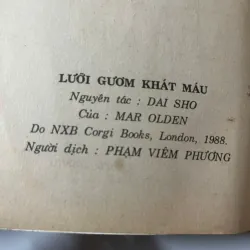 LƯỠI GƯƠM KHÁT MÁU
Nguyên tác : DAI SHO
Của : MAR OLDEN
Do NXB Corgi Books, London, 1988.
Người dịch : PHẠM VIÊM PHƯƠNG